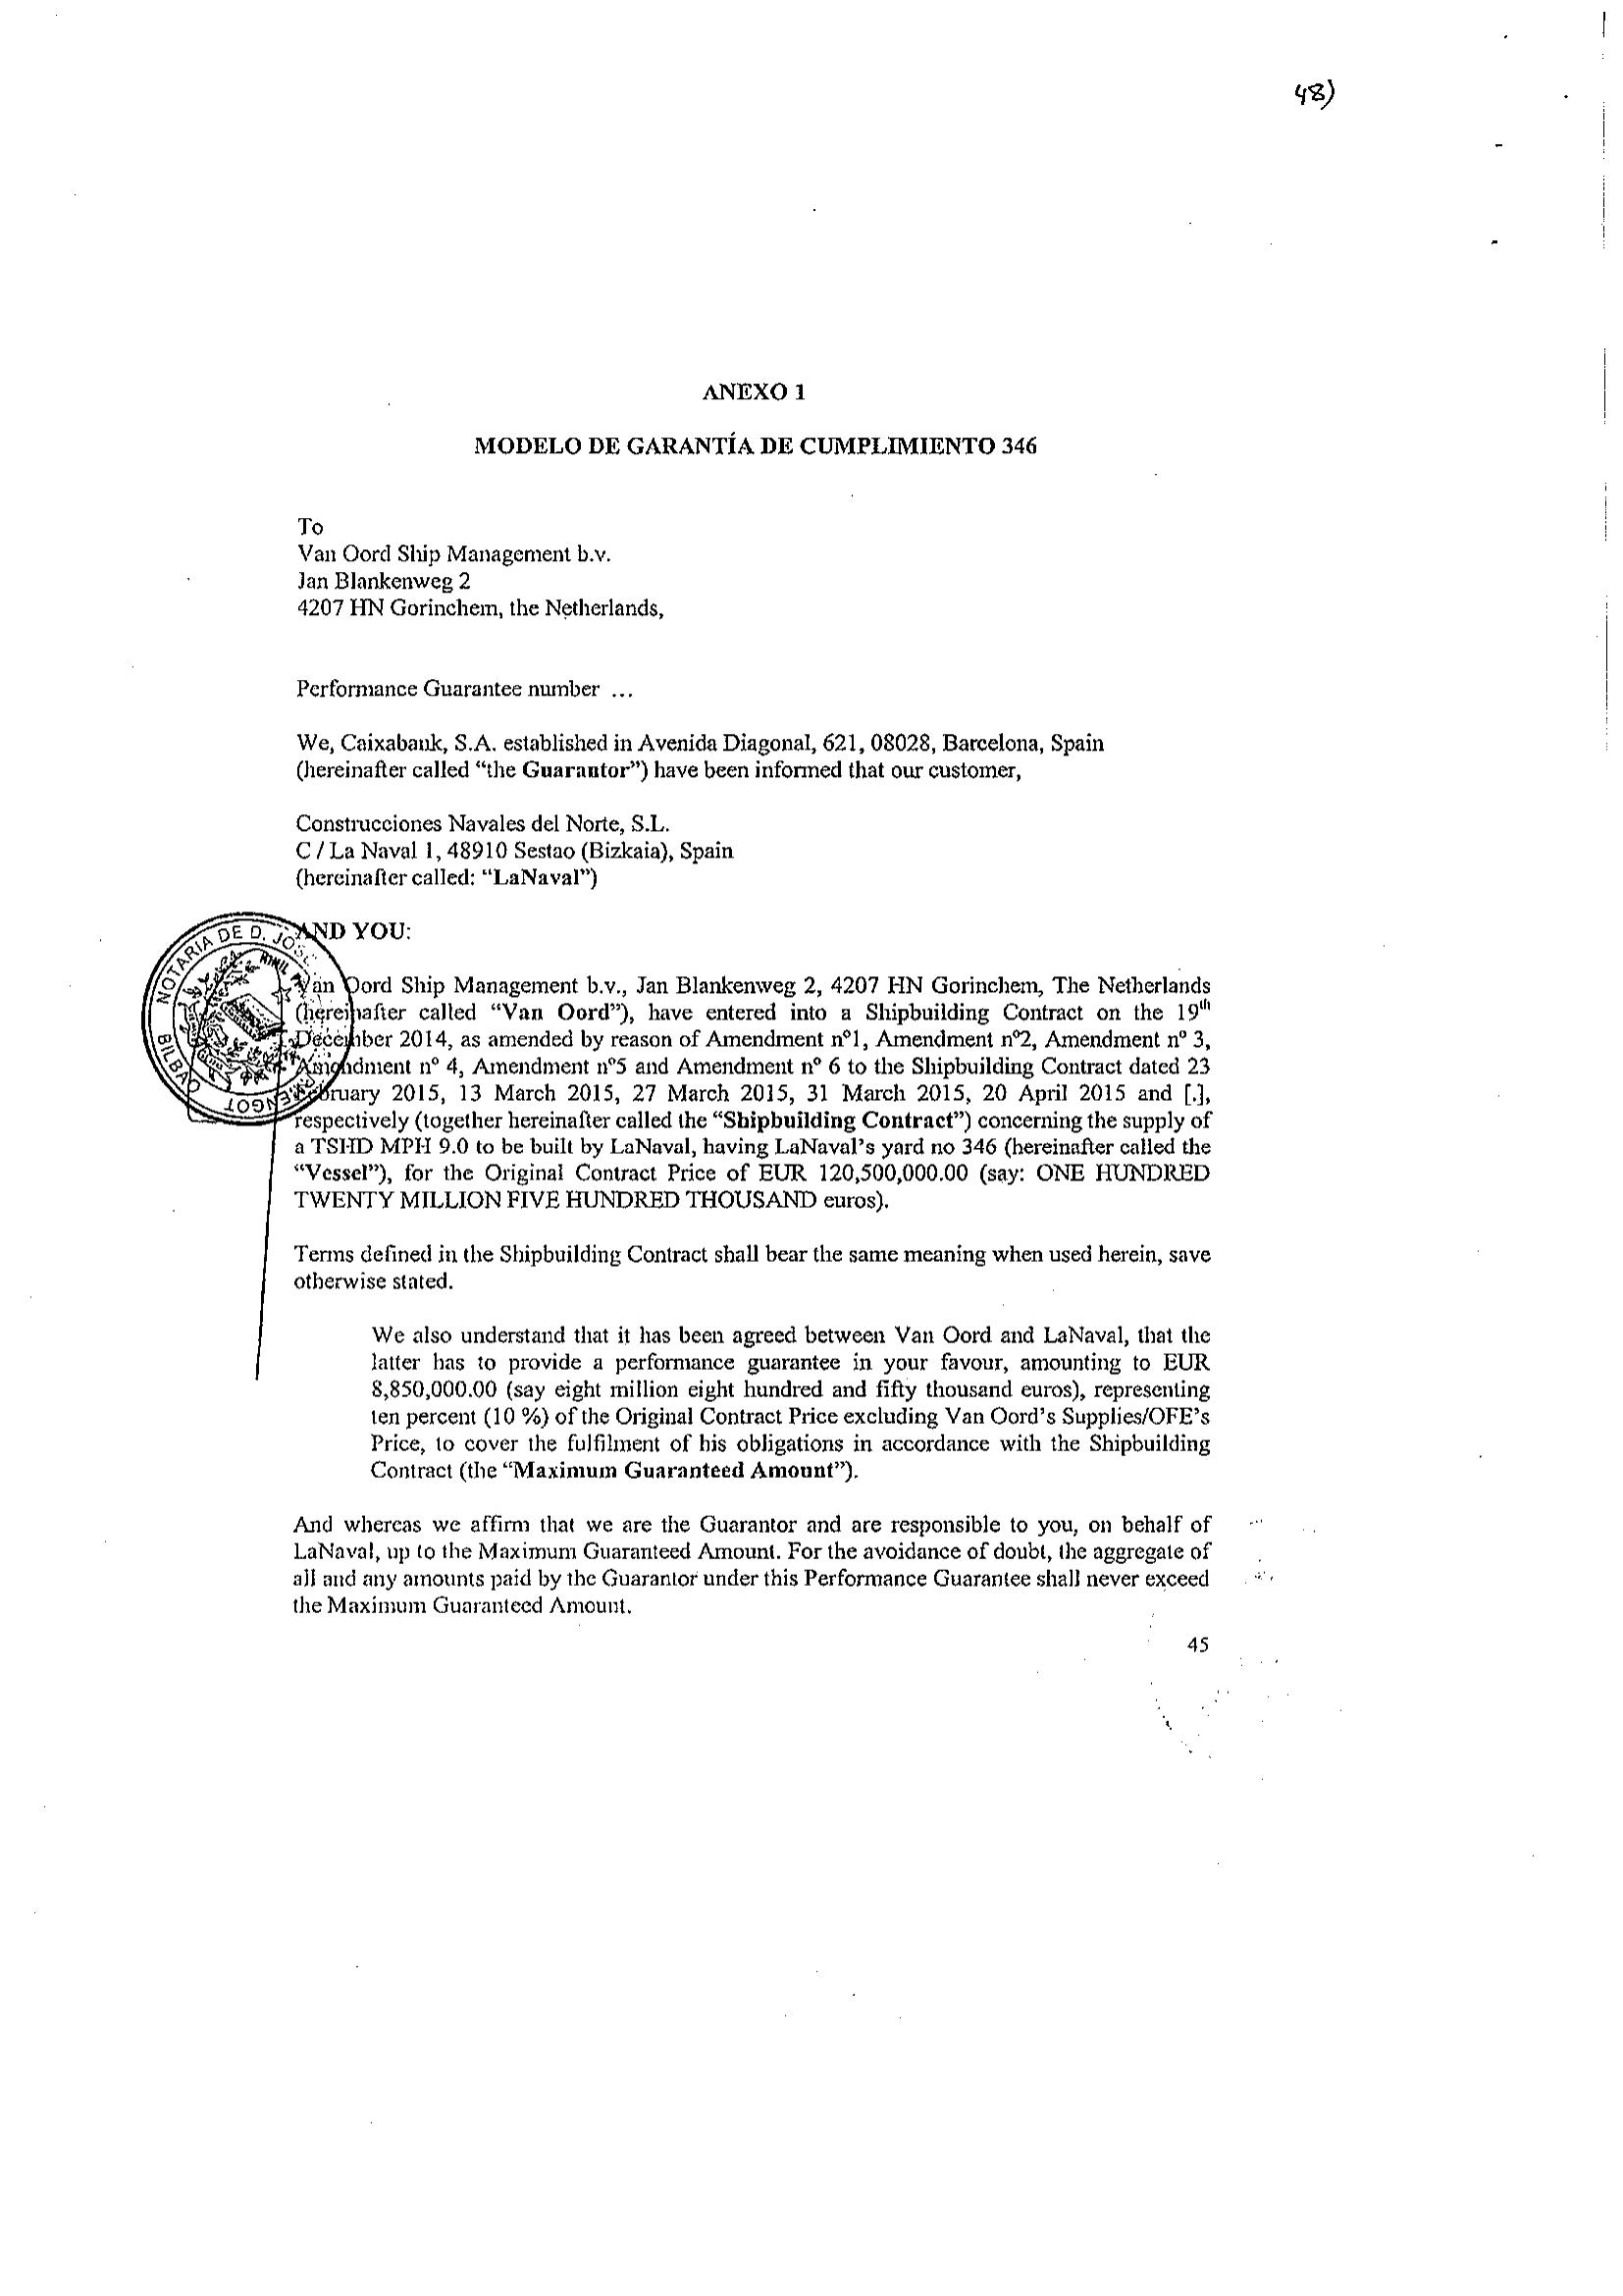 48)
ANEXO 1
MODELO DE GARANTÍA DE CUMPLIMIENTO 346
To
Van Oord Ship Management b.v.
Jan Blankenweg 2
4207 HN Gorinchem, the Netherlands,
Performance Guarantee number ...
We, Caixabank, S.A. established in Avenida Diagonal, 621, 08028, Barcelona, Spain
(hereinafter called “the Guarantor”) have been informed that our customer,
Construcciones Navales del Norte, S.L.
C / La Naval 1, 48910 Sestao (Bizkaia), Spain
(hereinafter called: “LaNaval”)
AND YOU:
NOTARIA DE D. JOSE
BILBAO
Van Oord Ship Management b.v., Jan Blankenweg 2, 4207 HN Gorinchem, The Netherlands
(hereinafter called “Van Oord”), have entered into a Shipbuilding Contract on the 19th
December 2014, as amended by reason of Amendment nº1, Amendment nº2, Amendment nº 3,
Amendment nº 4, Amendment nº5 and Amendment nº 6 to the Shipbuilding Contract dated 23
February 2015, 13 March 2015, 27 March 2015, 31 March 2015, 20 April 2015 and [.],
respectively (together hereinafter called the “Shipbuilding Contract”) concerning the supply of
a TSHD MPH 9.0 to be built by LaNaval, having LaNaval’s yard no 346 (hereinafter called the
“Vessel”), for the Original Contract Price of EUR 120,500,000.00 (say: ONE HUNDRED
TWENTY MILLION FIVE HUNDRED THOUSAND euros).
Terms defined in the Shipbuilding Contract shall bear the same meaning when used herein, save
otherwise stated.
We also understand that it has been agreed between Van Oord and LaNaval, that the
latter has to provide a performance guarantee in your favour, amounting to EUR
8,850,000.00 (say eight million eight hundred and fifty thousand euros), representing
ten percent (10 %) of the Original Contract Price excluding Van Oord’s Supplies/OFE’s
Price, to cover the fulfilment of his obligations in accordance with the Shipbuilding
Contract (the “Maximum Guaranteed Amount”).
And whereas we affirm that we are the Guarantor and are responsible to you, on behalf of
LaNaval, up to the Maximum Guaranteed Amount. For the avoidance of doubt, the aggregate of
all and any amounts paid by the Guarantor under this Performance Guarantee shall never exceed
the Maximum Guaranteed Amount.
45